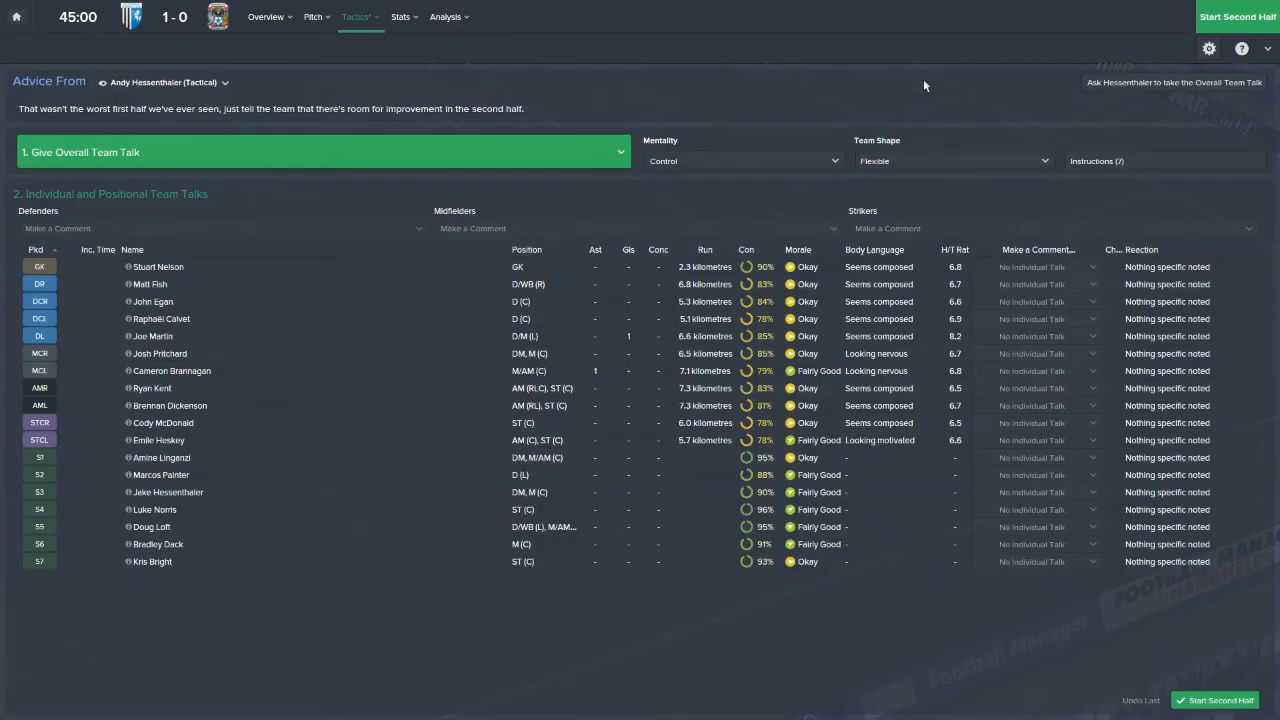 45:00 1 - 0 Overview Pitch Tactics* Stats Analysis Start Second Half
Advice From Andy Hessenthaler (Tactical) Ask Hessenthaler to take the Overall Team Talk
That wasn't the worst first half we've ever seen, just tell the team that there's room for improvement in the second half.
Mentality Team Shape
1. Give Overall Team Talk Control Flexible Instructions (7)
2. Individual and Positional Team Talks
Defenders Midfielders Strikers
Make a Comment Make a Comment Make a Comment
Pkd Inc. Time Name Position Ast Gls Conc Run Con Morale Body Language H/T Rat Make a Comment... Ch... Reaction
GK Stuart Nelson GK - - - 2.3 kilometres 90% Okay Seems composed 6.8 No Individual Talk Nothing specific noted
DR Matt Fish D/WB (R) - - - 6.8 kilometres 83% Okay Seems composed 6.7 No Individual Talk Nothing specific noted
DCR John Egan D (C) - - - 5.3 kilometres 84% Okay Seems composed 6.6 No Individual Talk Nothing specific noted
DCL Raphaël Calvet D (C) - - - 5.1 kilometres 78% Okay Seems composed 6.9 No Individual Talk Nothing specific noted
DL Joe Martin D/M (L) - 1 - 6.6 kilometres 85% Okay Seems composed 8.2 No Individual Talk Nothing specific noted
MCR Josh Pritchard DM, M (C) - - - 6.5 kilometres 85% Okay Looking nervous 6.7 No Individual Talk Nothing specific noted
MCL Cameron Brannagan M/AM (C) 1 - - 7.1 kilometres 79% Fairly Good Looking nervous 6.8 No Individual Talk Nothing specific noted
AMR Ryan Kent AM (RLC), ST (C) - - - 7.3 kilometres 83% Okay Seems composed 6.5 No Individual Talk Nothing specific noted
AML Brennan Dickenson AM (RL), ST (C) - - - 7.3 kilometres 81% Okay Seems composed 6.7 No Individual Talk Nothing specific noted
STCR Cody McDonald ST (C) - - - 6.0 kilometres 78% Okay Seems composed 6.5 No Individual Talk Nothing specific noted
STCL Emile Heskey AM (C), ST (C) - - - 5.7 kilometres 78% Fairly Good Looking motivated 6.6 No Individual Talk Nothing specific noted
S1 Amine Linganzi DM, M/AM (C) - - - 95% Okay - - No Individual Talk Nothing specific noted
S2 Marcos Painter D (L) - - - 88% Fairly Good - - No Individual Talk Nothing specific noted
S3 Jake Hessenthaler DM, M (C) - - - 90% Fairly Good - - No Individual Talk Nothing specific noted
S4 Luke Norris ST (C) - - - 96% Fairly Good - - No Individual Talk Nothing specific noted
S5 Doug Loft D/WB (L), M/AM... - - - 95% Fairly Good - - No Individual Talk Nothing specific noted
S6 Bradley Dack M (C) - - - 91% Fairly Good - - No Individual Talk Nothing specific noted
S7 Kris Bright ST (C) - - - 93% Okay - - No Individual Talk Nothing specific noted
Football Manager
Undo Last Start Second Half